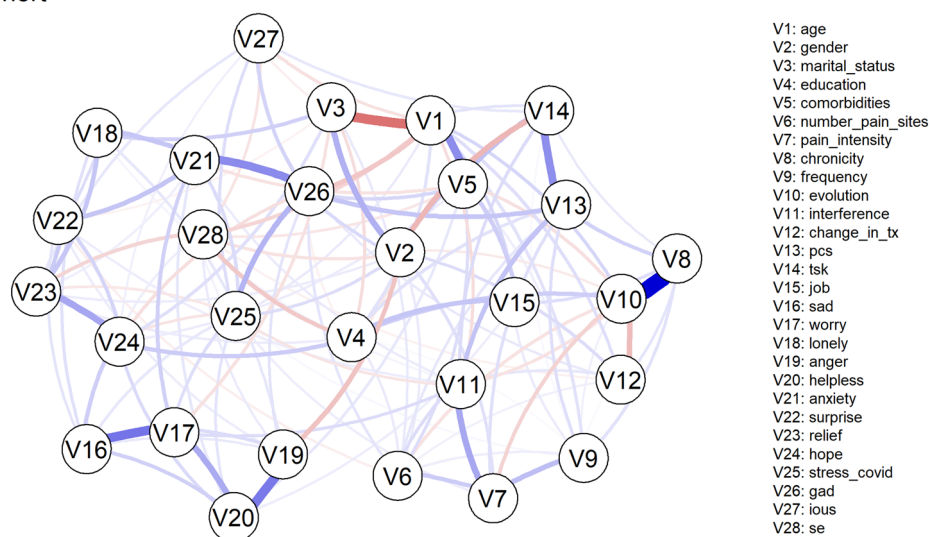 V27
V3
V1
V14
V18
V21
V5
V26
V13
V22
V28
V2
V8
V23
V10
V15
V25
V24
V4
V12
V11
V17
V16
V19
V9
V6
V7
V20
V1: age
V2: gender
V3: marital_status
V4: education
V5: comorbidities
V6: number_pain_sites
V7: pain_intensity
V8: chronicity
V9: frequency
V10: evolution
V11: interference
V12: change_in_tx
V13: pcs
V14: tsk
V15: job
V16: sad
V17: worry
V18: lonely
V19: anger
V20: helpless
V21: anxiety
V22: surprise
V23: relief
V24: hope
V25: stress_covid
V26: gad
V27: ious
V28: se